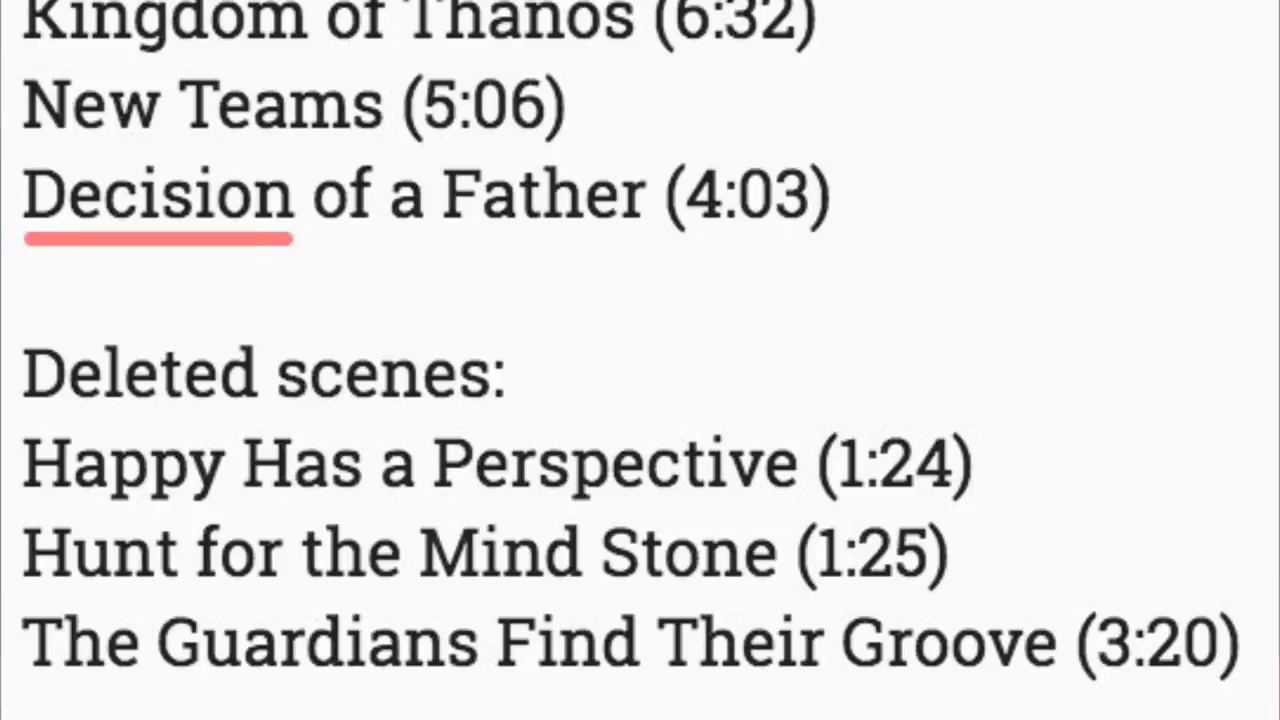 Kingdom of Thanos (6:32)
New Teams (5:06)
Decision of a Father (4:03)
Deleted scenes:
Happy Has a Perspective (1:24)
Hunt for the Mind Stone (1:25)
The Guardians Find Their Groove (3:20)